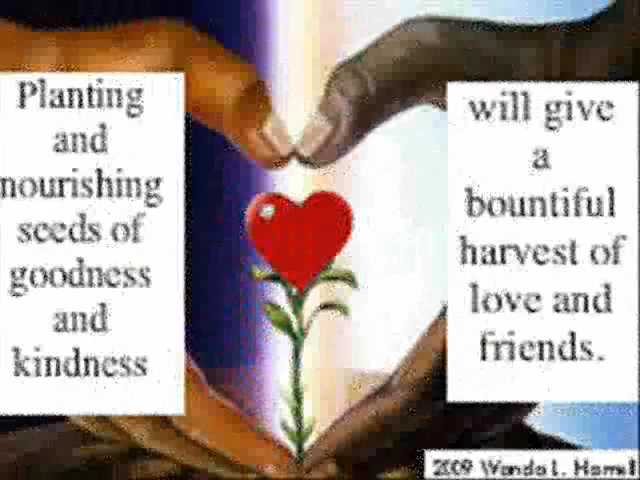 Planting
and
nourishing
seeds of
goodness
and
kindness
will give
a
bountiful
harvest of
love and
friends.
2009 Wanda L.